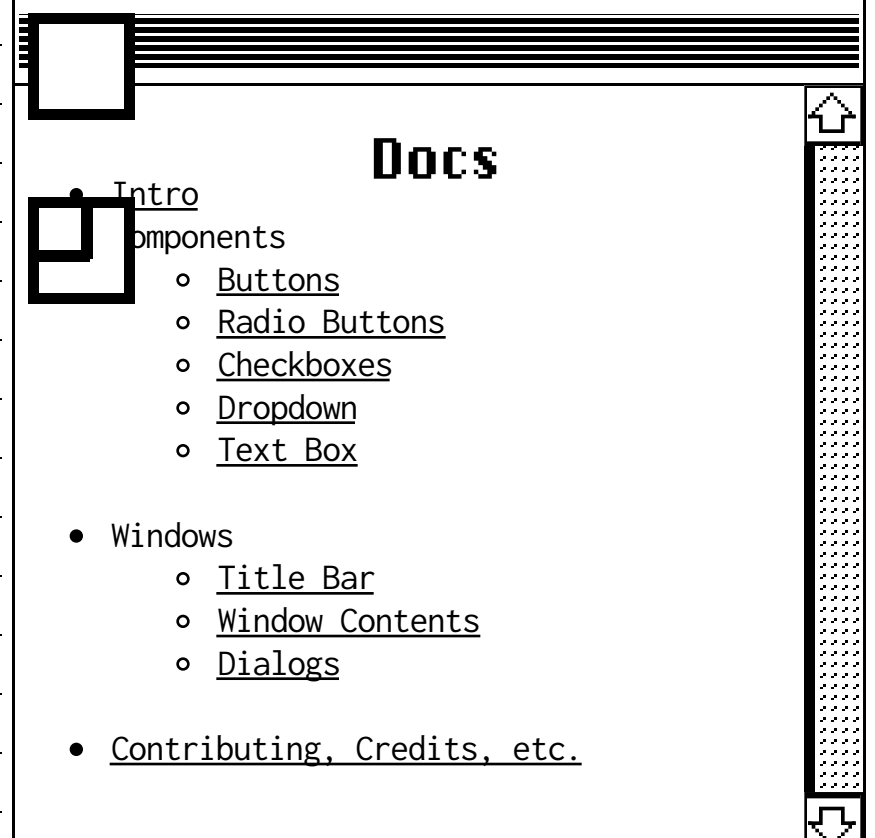 Docs
Intro
omponents
Buttons
Radio Buttons
Checkboxes
Dropdown
Text Box
Windows
Title Bar
Window Contents
Dialogs
Contributing, Credits, etc.